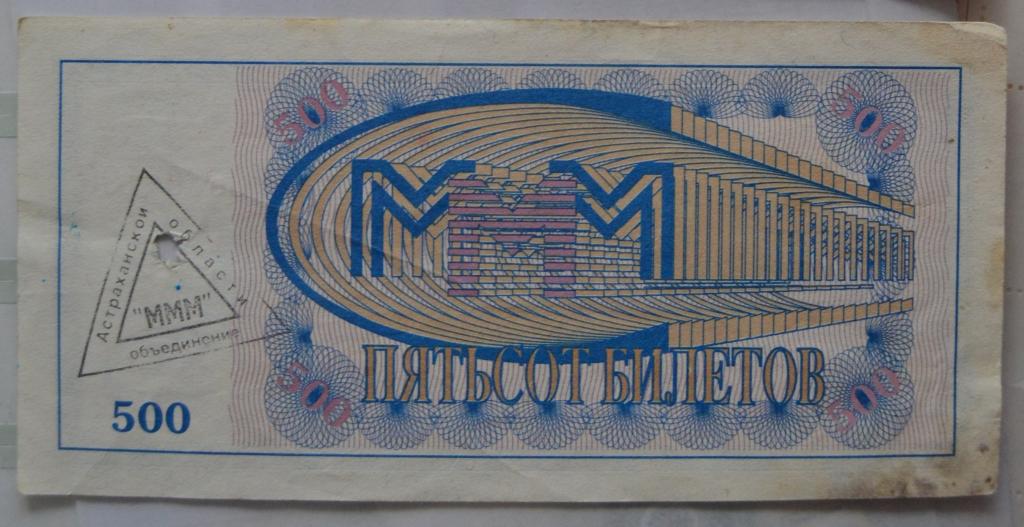 500
500
МММ
Астраханской
области
"МММ"
объединение
ПЯТЬСОТ БИЛЕТОВ
500
500
500